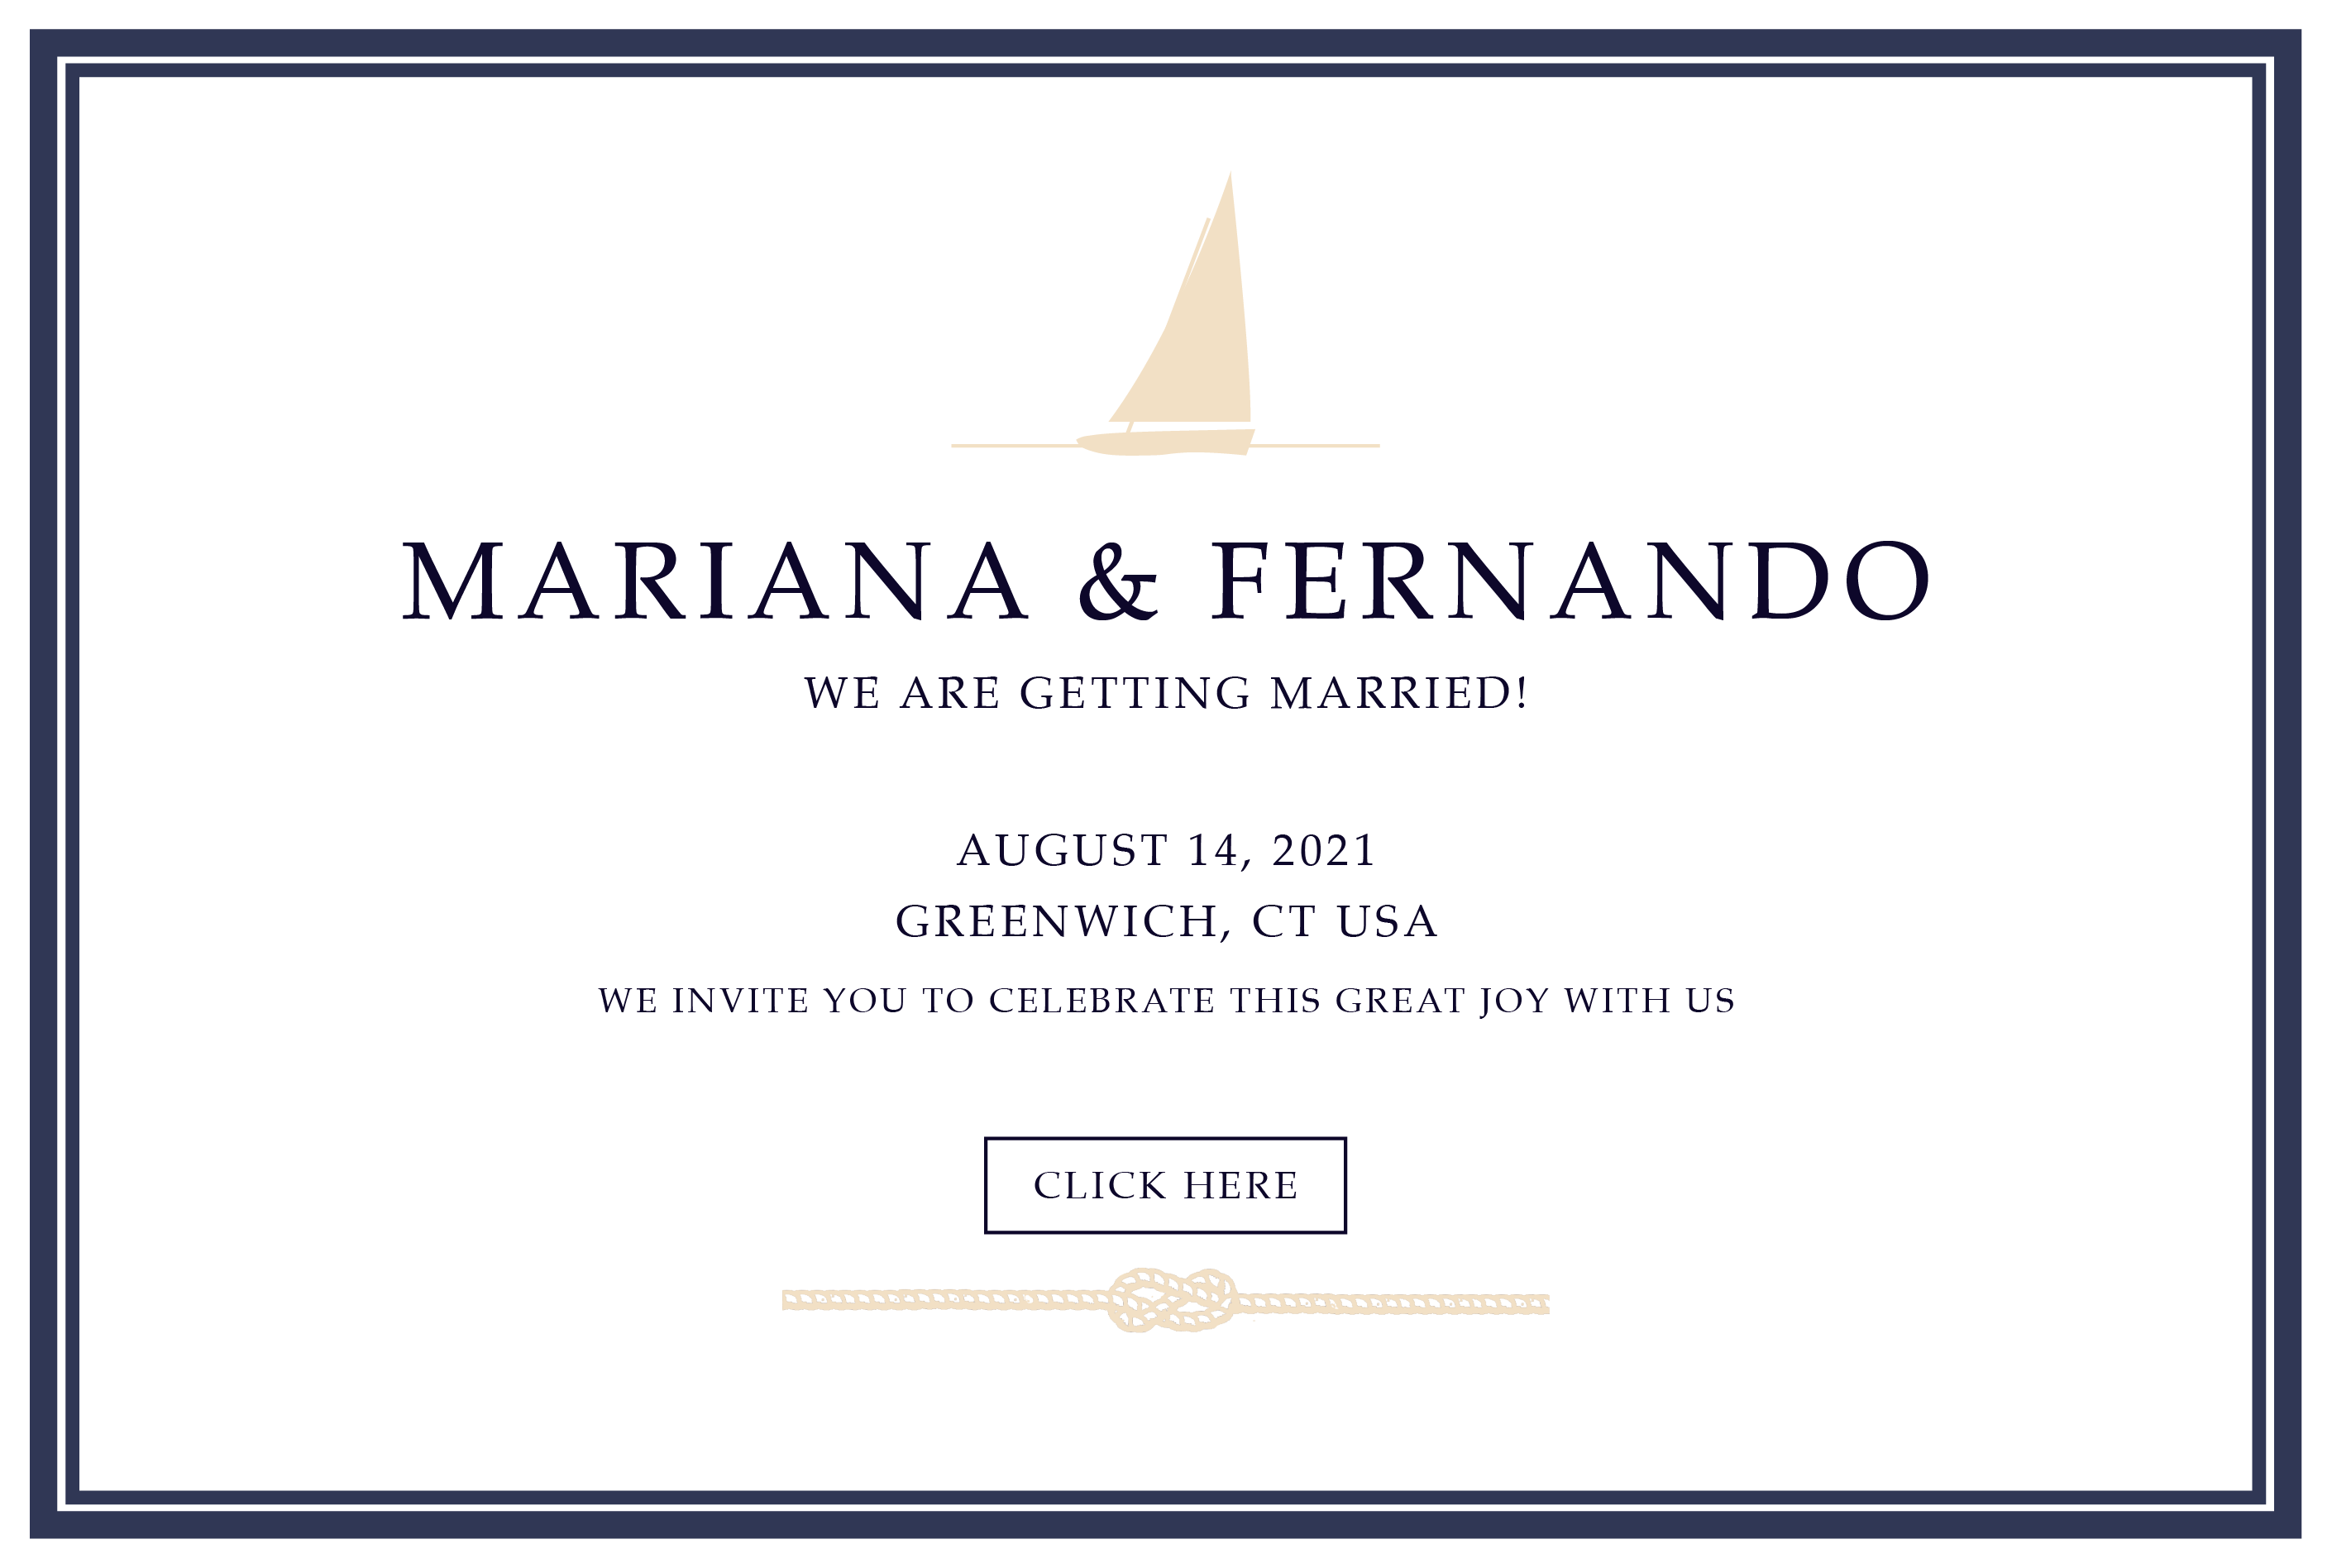 MARIANA & FERNANDO
WE ARE GETTING MARRIED!
AUGUST 14, 2021
GREENWICH, CT USA
WE INVITE YOU TO CELEBRATE THIS GREAT JOY WITH US
CLICK HERE